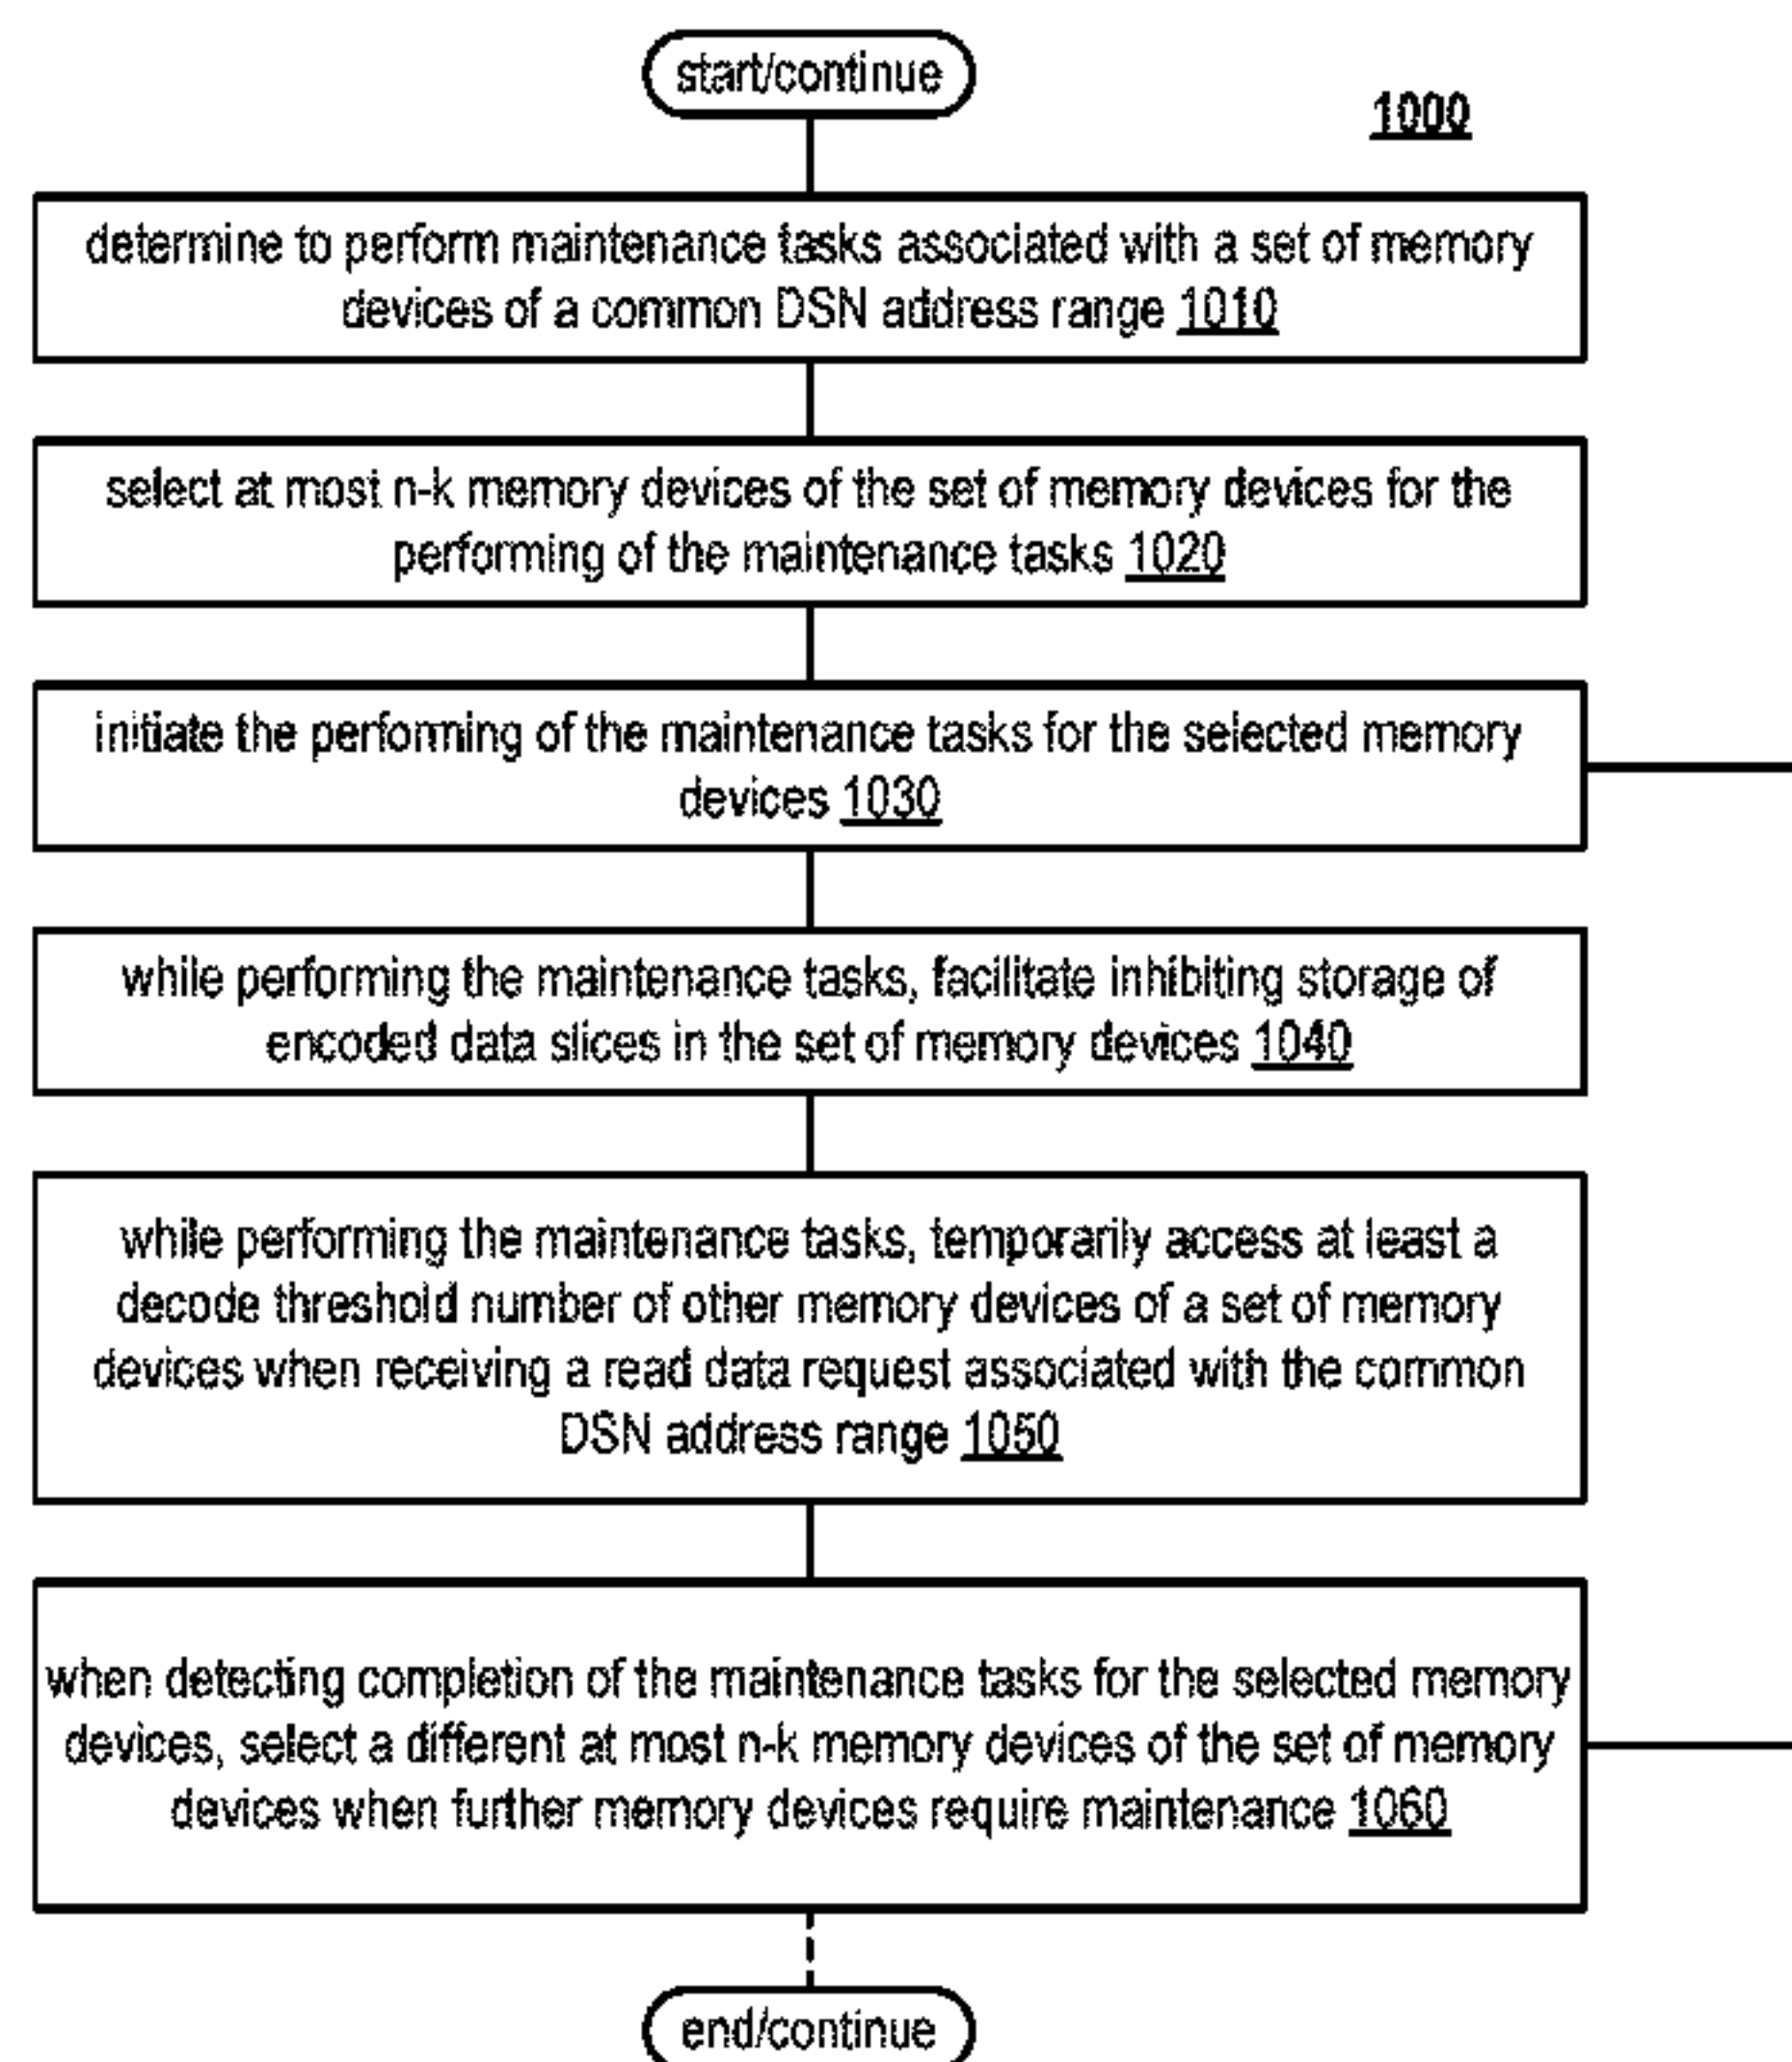 start/continue
1000
determine to perform maintenance tasks associated with a set of memory
devices of a common DSN address range 1010
select at most n-k memory devices of the set of memory devices for the
performing of the maintenance tasks 1020
initiate the performing of the maintenance tasks for the selected memory
devices 1030
while performing the maintenance tasks, facilitate inhibiting storage of
encoded data slices in the set of memory devices 1040
while performing the maintenance tasks, temporarily access at least a
decode threshold number of other memory devices of a set of memory
devices when receiving a read data request associated with the common
DSN address range 1050
when detecting completion of the maintenance tasks for the selected memory
devices, select a different at most n-k memory devices of the set of memory
devices when further memory devices require maintenance 1060
end/continue